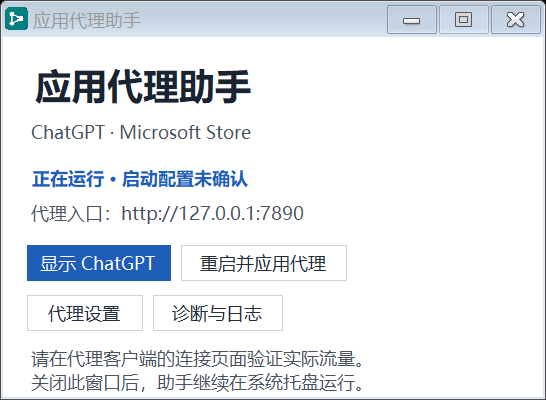 应用代理助手
应用代理助手
ChatGPT · Microsoft Store
正在运行 • 启动配置未确认
代理入口：http://127.0.0.1:7890
显示 ChatGPT
重启并应用代理
代理设置
诊断与日志
请在代理客户端的连接页面验证实际流量。
关闭此窗口后，助手继续在系统托盘运行。